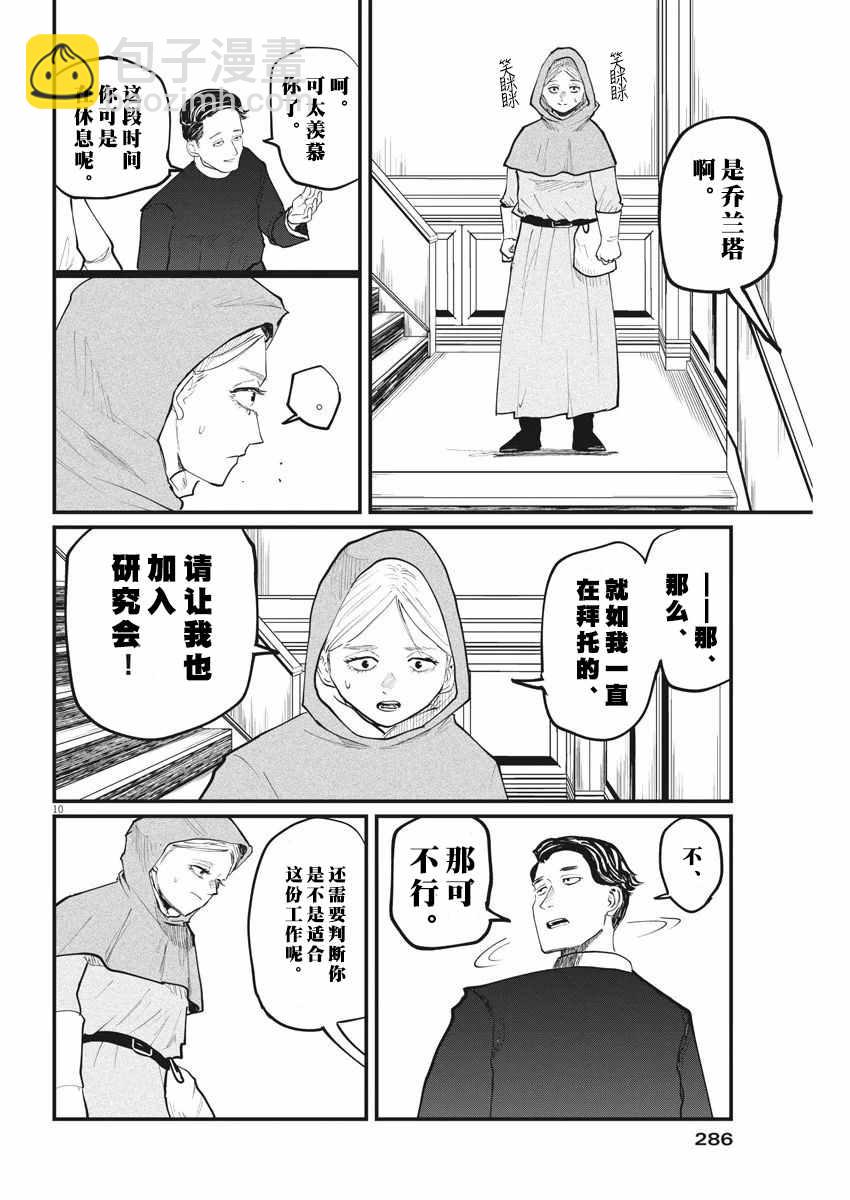 包子漫畫
baozimh.com
是乔兰塔
啊。
笑眯眯
笑眯眯
呵。
可太羡慕
你了。
这段时间
你可是
在休息呢。
。
——那、
那么、
就如我一直
在拜托的、
请让我也
加入
研究会！
10
不、
那可
不行。
还需要判断你
是不是适合
这份工作呢。
286